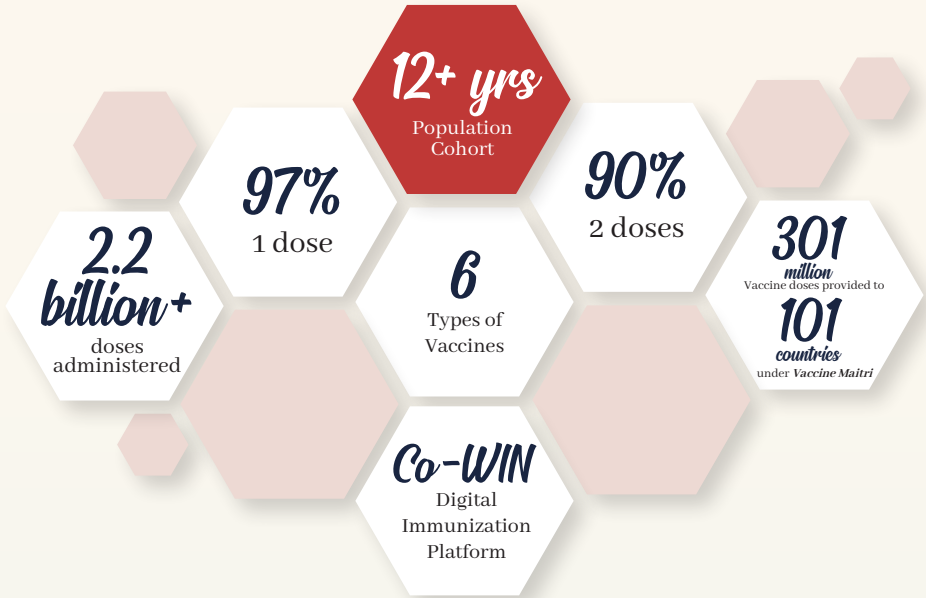 12+ yrs
Population
Cohort
97%
1 dose
90%
2 doses
2.2
billion+
doses
administered
6
Types of
Vaccines
301
million
Vaccine doses provided to
101
countries
under Vaccine Maitri
Co-WIN
Digital
Immunization
Platform